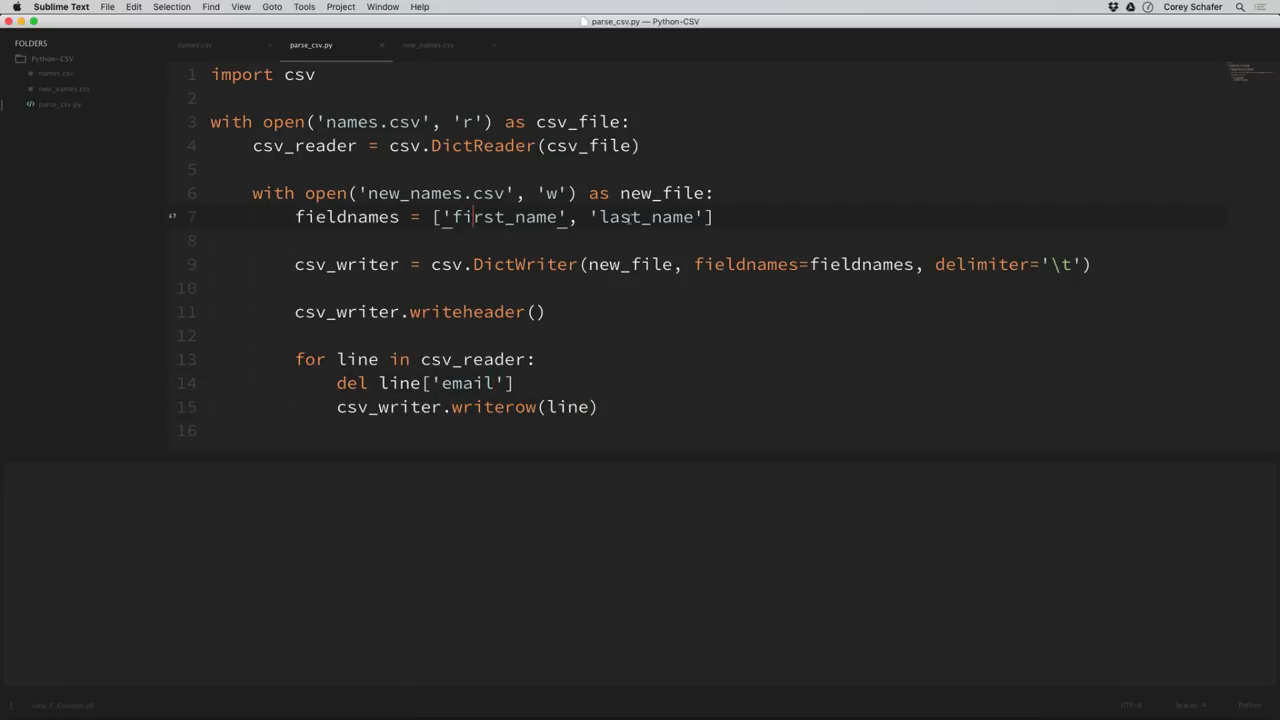 Sublime Text File Edit Selection Find View Goto Tools Project Window Help Corey Schafer
parse_csv.py — Python-CSV
FOLDERS
Python-CSV
names.csv
new_names.csv
parse_csv.py
names.csv parse_csv.py new_names.csv
1 import csv
2
3 with open('names.csv', 'r') as csv_file:
4 csv_reader = csv.DictReader(csv_file)
5
6 with open('new_names.csv', 'w') as new_file:
7 fieldnames = ['first_name', 'last_name']
8
9 csv_writer = csv.DictWriter(new_file, fieldnames=fieldnames, delimiter='\t')
10
11 csv_writer.writeheader()
12
13 for line in csv_reader:
14 del line['email']
15 csv_writer.writerow(line)
16
Line 7, Column 26 UTF-8 Spaces: 4 Python